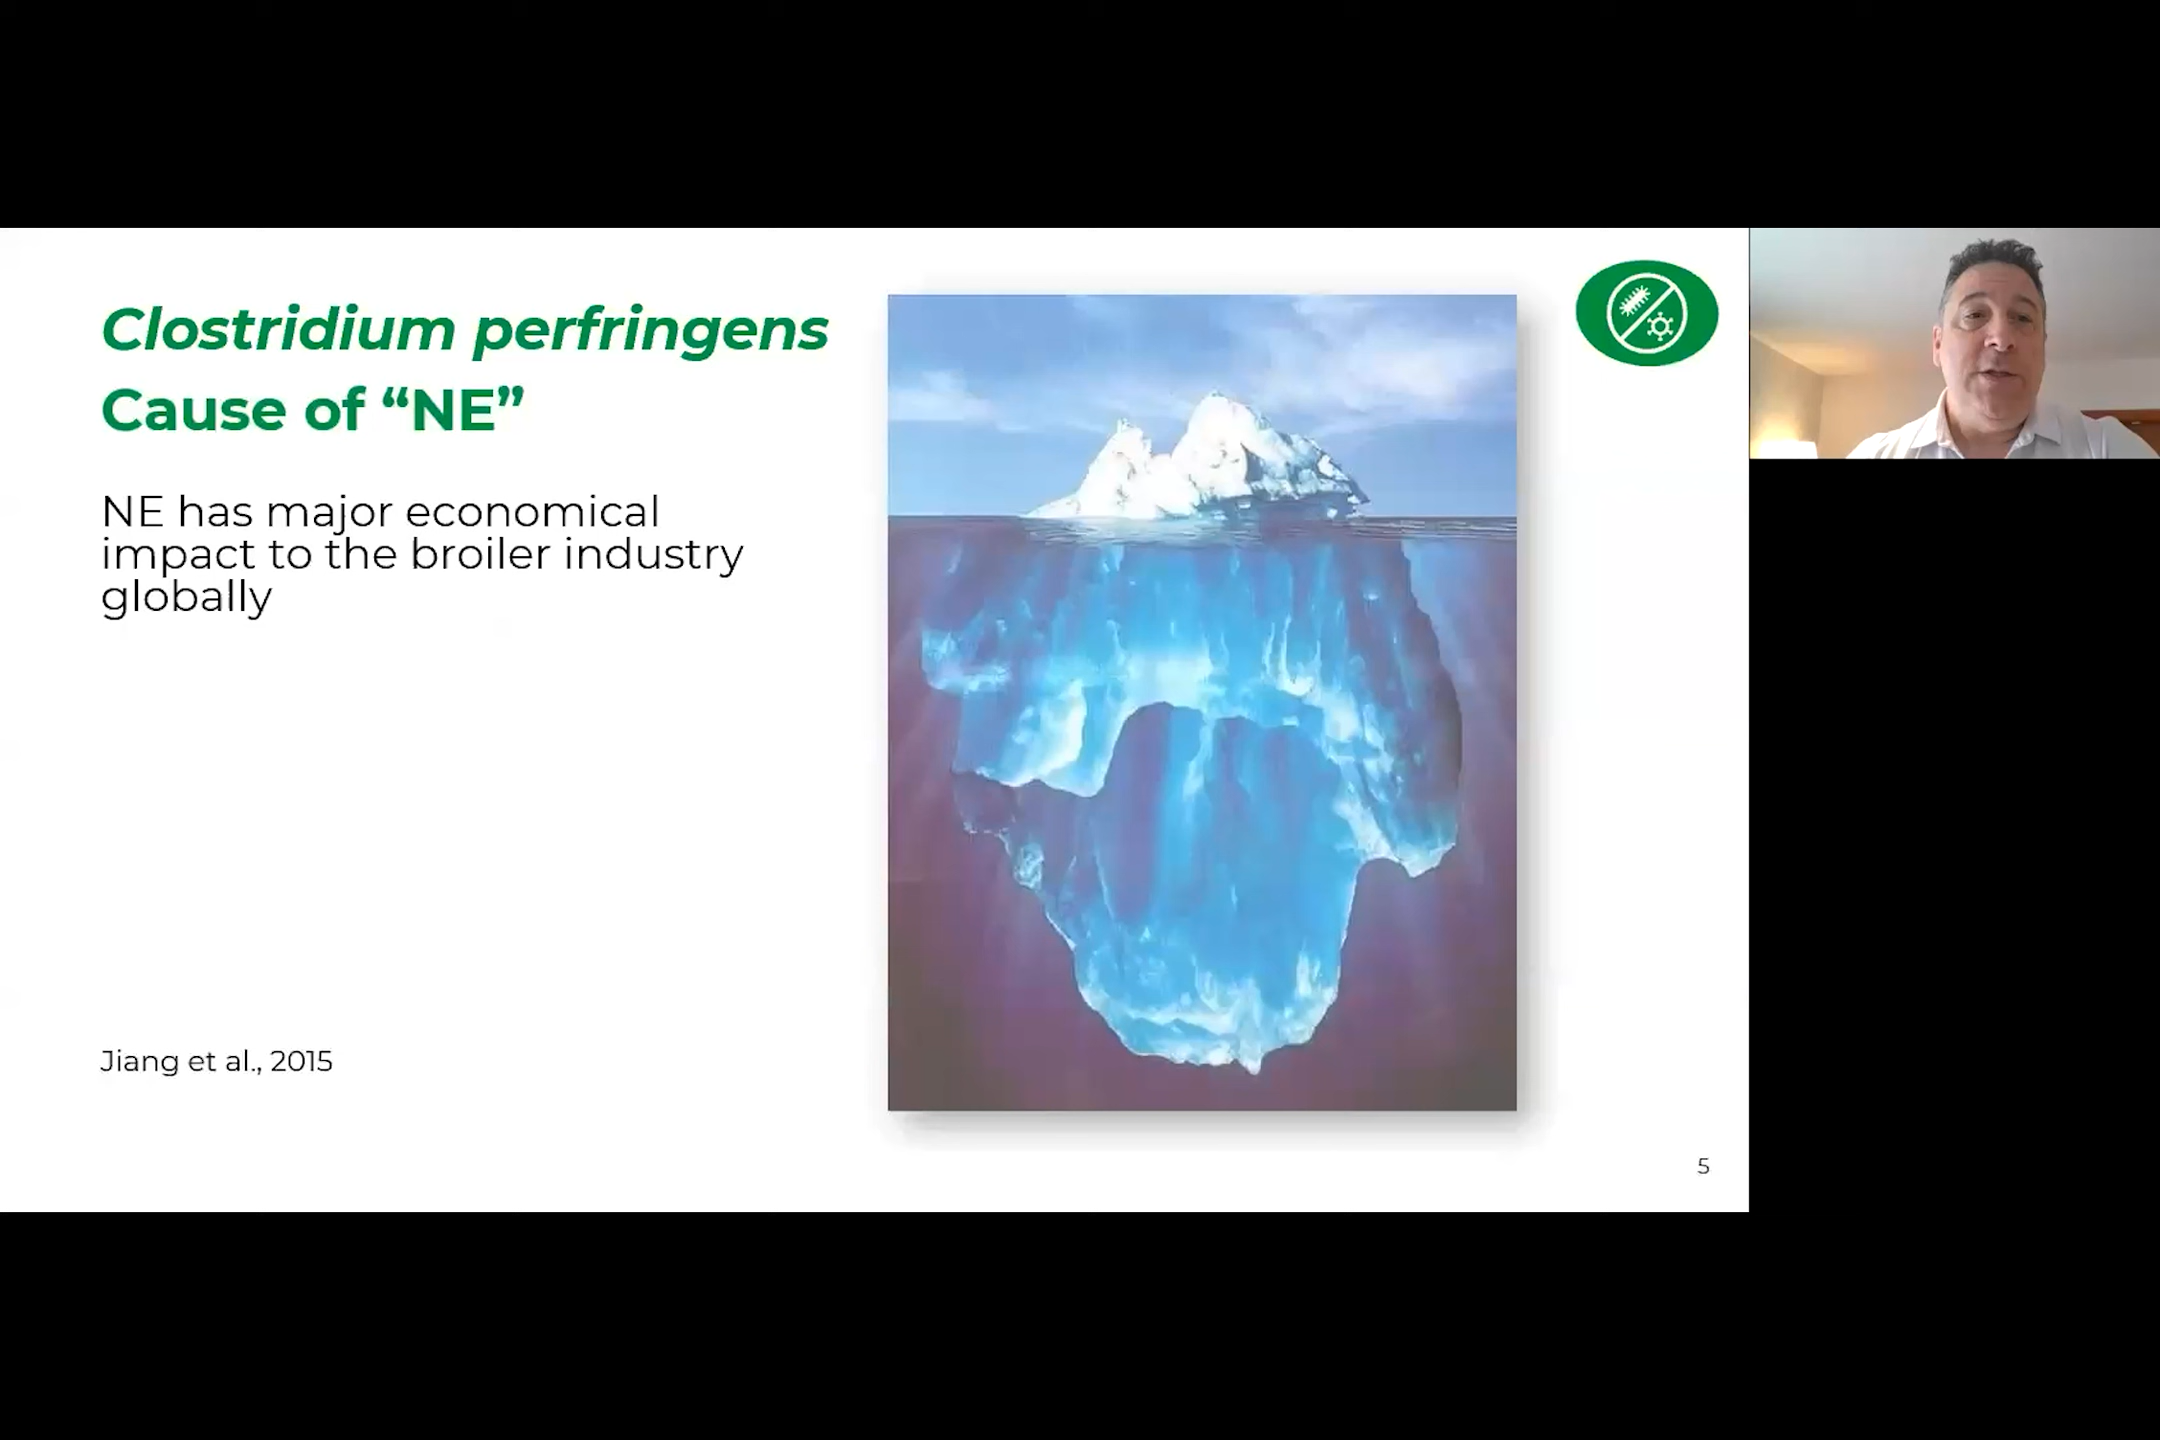 Clostridium perfringens
Cause of “NE”
NE has major economical
impact to the broiler industry
globally
Jiang et al., 2015
5